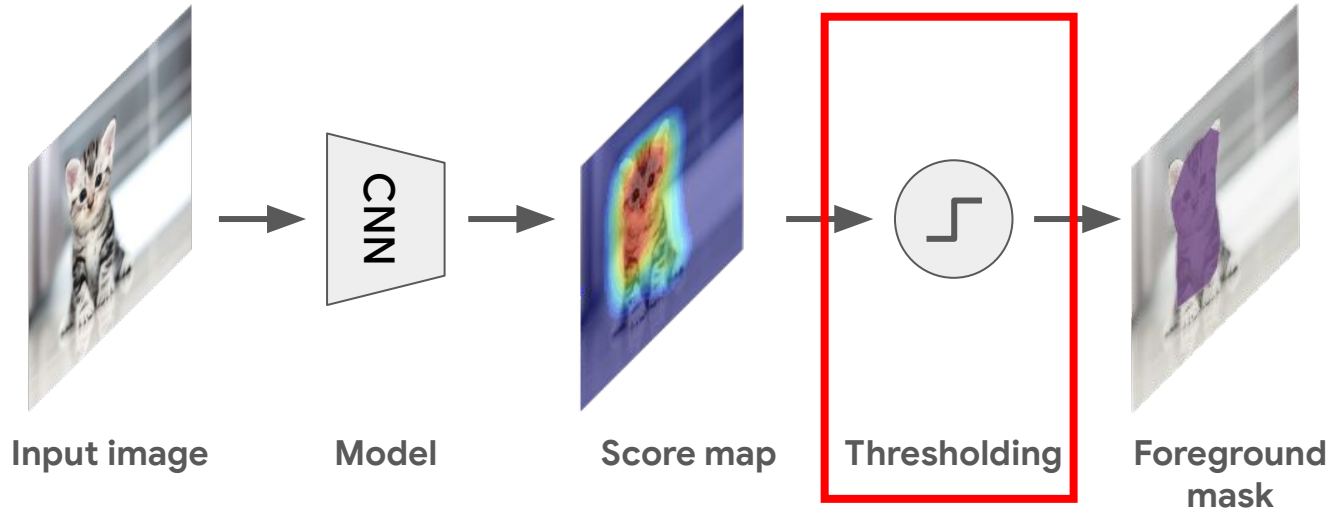 CNN
Input image
Model
Score map
Thresholding
Foreground
mask